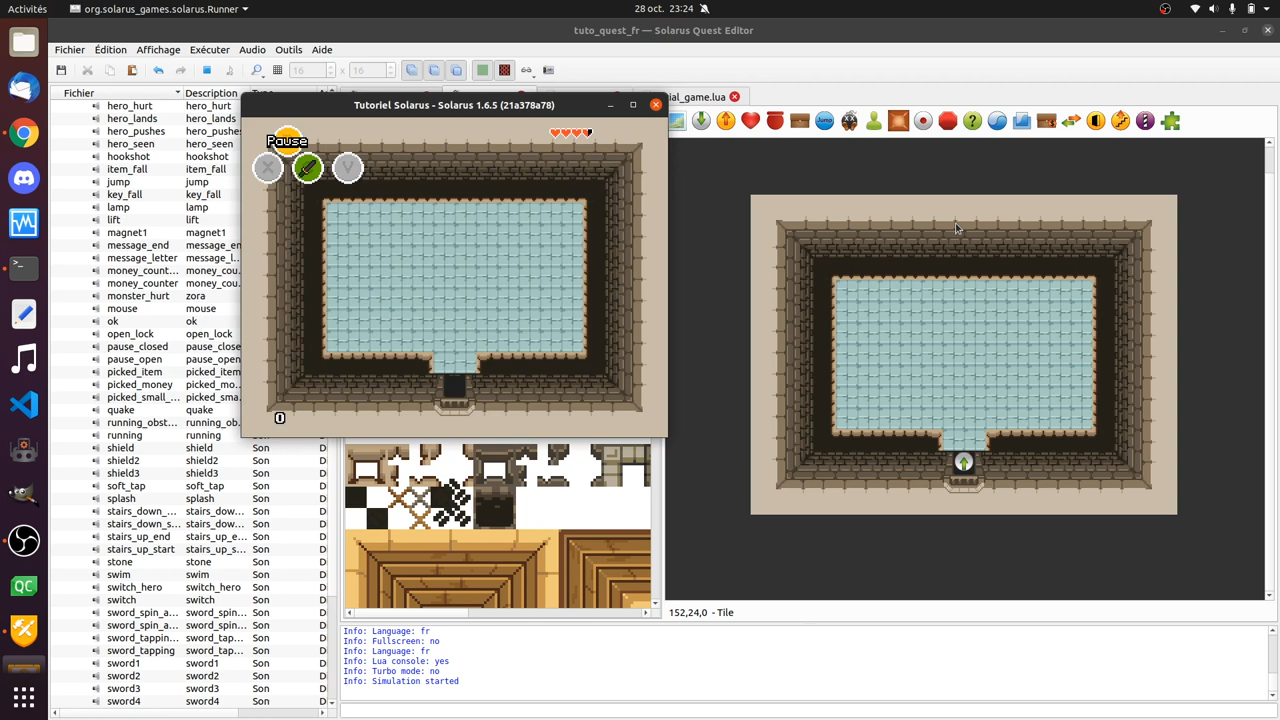 Activités
org.solarus_games.solarus.Runner
28 oct. 23:24
tuto_quest_fr — Solarus Quest Editor
Fichier Édition Affichage Exécuter Audio Outils Aide
16 x 16
Fichier Description
ial_game.lua
Tutoriel Solarus - Solarus 1.6.5 (21a378a78)
Pause
X
V
0
Jump
hero_hurt hero_hurt
hero_lands hero_lands
hero_pushes hero_pushes
hero_seen hero_seen
hookshot hookshot
item_fall item_fall
jump jump
key_fall key_fall
lamp lamp
lift lift
magnet1 magnet1
message_end message_en
message_letter message_l...
money_count... money_cou...
money_counter money_cou...
monster_hurt zora
mouse mouse
ok ok
open_lock open_lock
pause_closed pause_close
pause_open pause_open
picked_item picked_item
picked_money picked_mo...
picked_small_... picked_sma...
quake quake
running_obst... running_ob...
running running
shield shield Son D
shield2 shield2 Son D
shield3 shield3 Son D
soft_tap soft_tap Son D
splash splash Son D
stairs_down_... stairs_dow... Son D
stairs_down_s... stairs_dow... Son D
stairs_up_end stairs_up_e... Son D
stairs_up_start stairs_up_s... Son D
stone stone Son D
swim swim Son D
switch_hero switch_hero Son D
switch switch Son D
sword_spin_a... sword_spin... Son D
sword_spin_a... sword_spin... Son D
sword_tappin... sword_tap... Son D
sword_tapping sword_tap... Son D
sword1 sword1 Son D
sword2 sword2 Son D
sword3 sword3 Son D
sword4 sword4 Son D
152,24,0 - Tile
Info: Language: fr
Info: Fullscreen: no
Info: Language: fr
Info: Lua console: yes
Info: Turbo mode: no
Info: Simulation started
QC